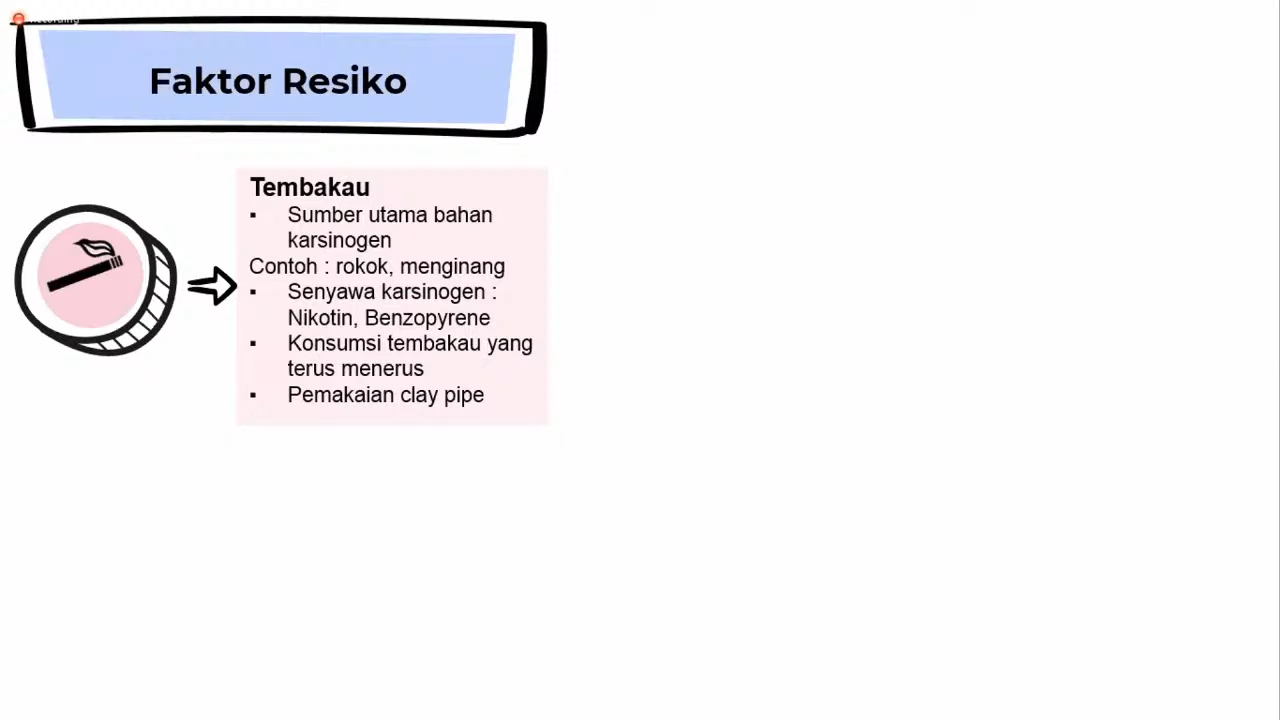 Recording
Faktor Resiko
Tembakau
▪ Sumber utama bahan
karsinogen
Contoh : rokok, menginang
▪ Senyawa karsinogen :
Nikotin, Benzopyrene
▪ Konsumsi tembakau yang
terus menerus
▪ Pemakaian clay pipe